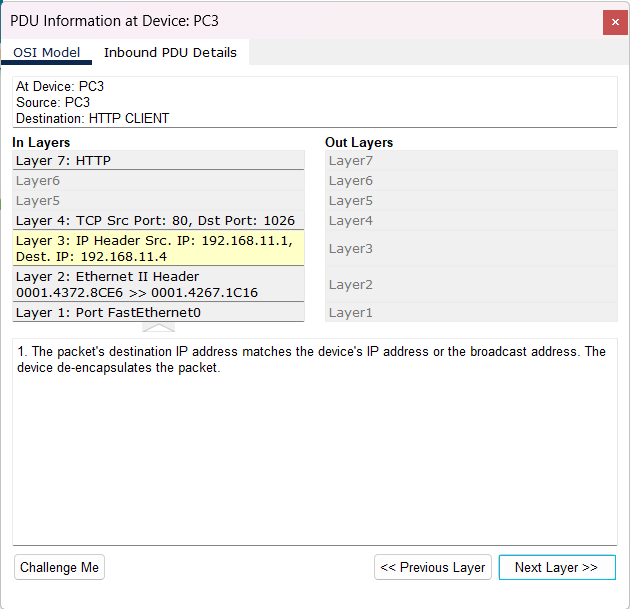 PDU Information at Device: PC3
×
OSI Model
Inbound PDU Details
At Device: PC3
Source: PC3
Destination: HTTP CLIENT
In Layers
Layer 7: HTTP
Layer6
Layer5
Layer 4: TCP Src Port: 80, Dst Port: 1026
Layer 3: IP Header Src. IP: 192.168.11.1,
Dest. IP: 192.168.11.4
Layer 2: Ethernet II Header
0001.4372.8CE6 >> 0001.4267.1C16
Layer 1: Port FastEthernet0
Out Layers
Layer7
Layer6
Layer5
Layer4
Layer3
Layer2
Layer1
1. The packet's destination IP address matches the device's IP address or the broadcast address. The
device de-encapsulates the packet.
Challenge Me
<< Previous Layer
Next Layer >>